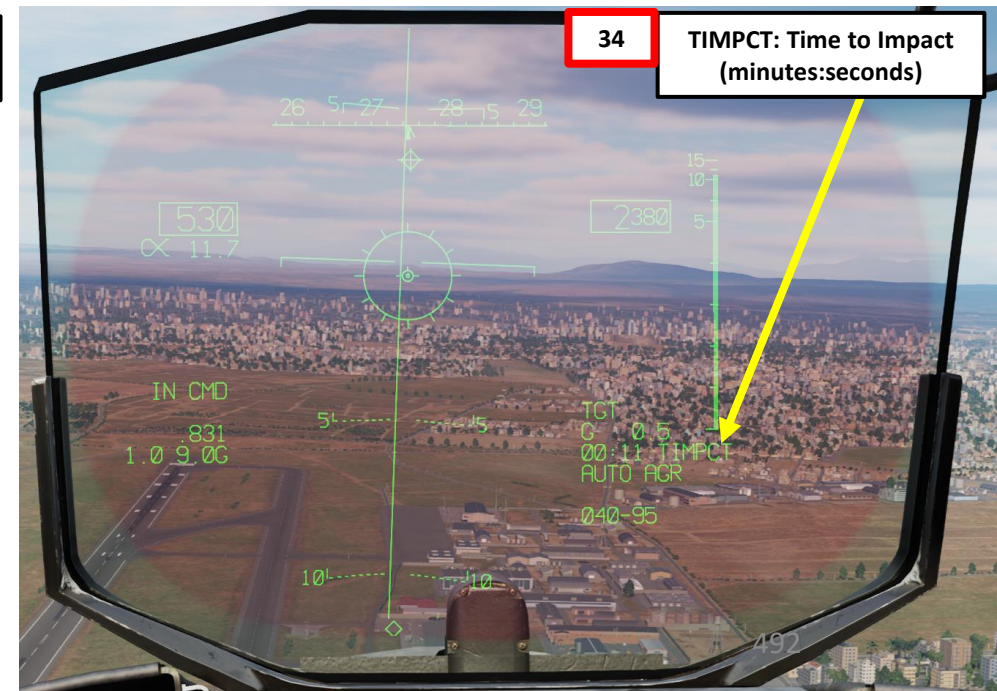 34
TIMPCT: Time to Impact
(minutes:seconds)
26 5 27 28 5 29
15
10
5
530
α 11.7
2380
IN CMD
.831
1.0 9.0G
5 5
TGT
G 0.5
00:11 TIMPCT
AUTO AGR
040-95
10 10
492